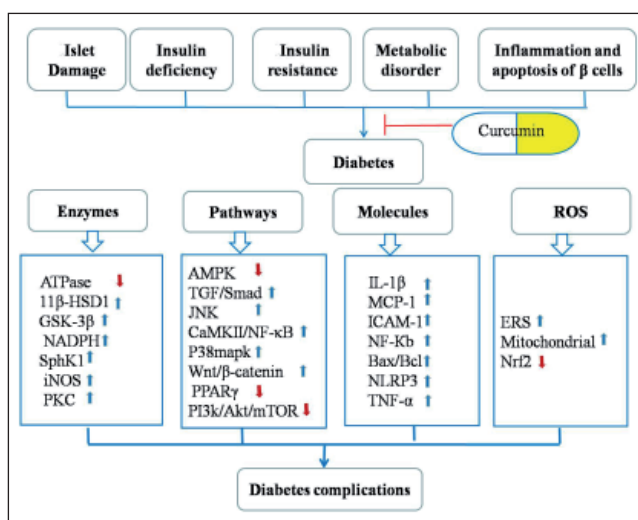 Islet
Damage
Insulin
deficiency
Insulin
resistance
Metabolic
disorder
Inflammation and
apoptosis of β cells
Curcumin
Diabetes
Enzymes
Pathways
Molecules
ROS
ATPase ⬇
11β-HSD1 ⬆
GSK-3β ⬆
NADPH ⬆
SphK1 ⬆
iNOS ⬆
PKC ⬆
AMPK ⬇
TGF/Smad ⬆
JNK ⬆
CaMKII/NF-κB ⬆
P38mapk ⬆
Wnt/β-catenin ⬆
PPARγ ⬇
PI3k/Akt/mTOR ⬇
IL-1β ⬆
MCP-1 ⬆
ICAM-1 ⬆
NF-Kb ⬆
Bax/Bcl ⬆
NLRP3 ⬆
TNF-α ⬆
ERS ⬆
Mitochondrial ⬆
Nrf2 ⬇
Diabetes complications